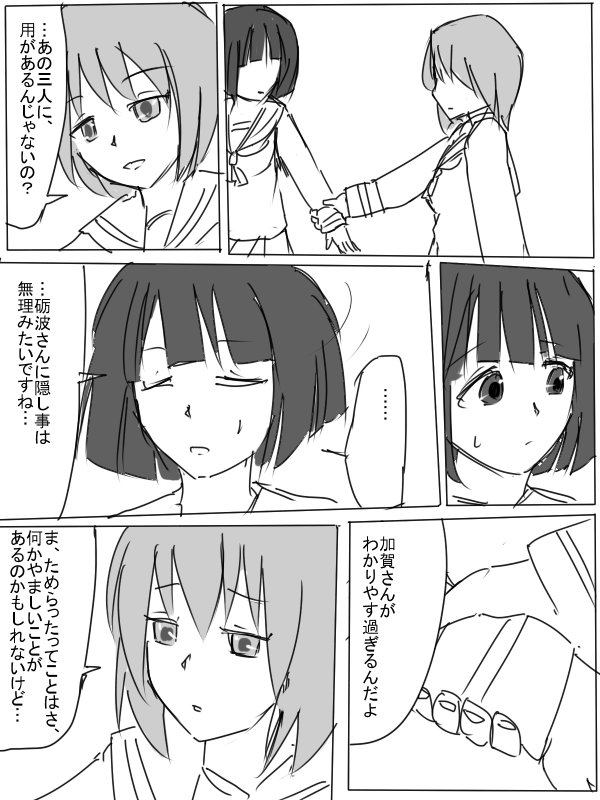 …あの三人に、
用があるんじゃないの？
……
…砺波さんに隠し事は
無理みたいですね…
加賀さんが
わかりやす過ぎるんだよ
ま、ためらったってことはさ、
何かやましいことが
あるのかもしれないけど…